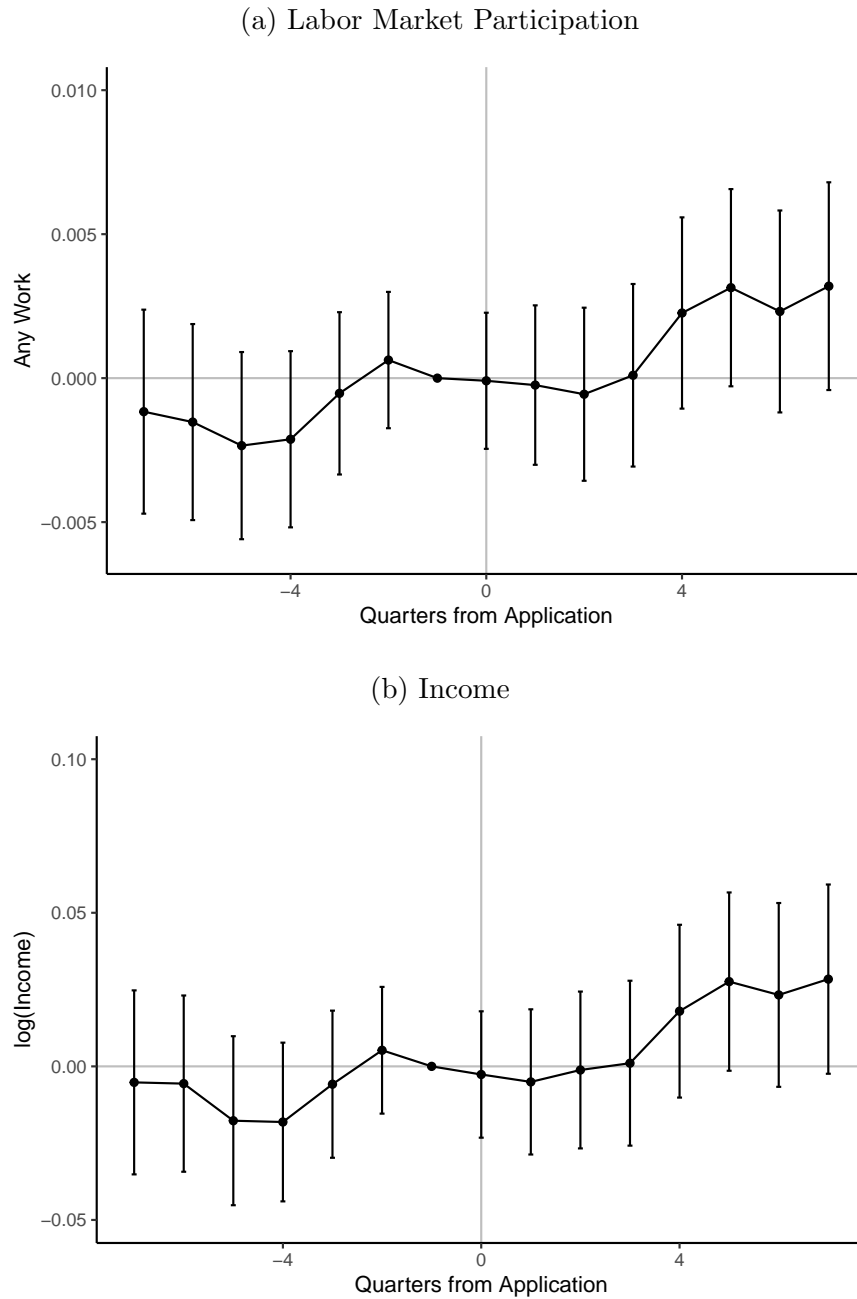 (a) Labor Market Participation
0.010
0.005
0.000
−0.005
Any Work
−4
0
4
Quarters from Application
(b) Income
0.10
0.05
0.00
−0.05
log(Income)
−4
0
4
Quarters from Application